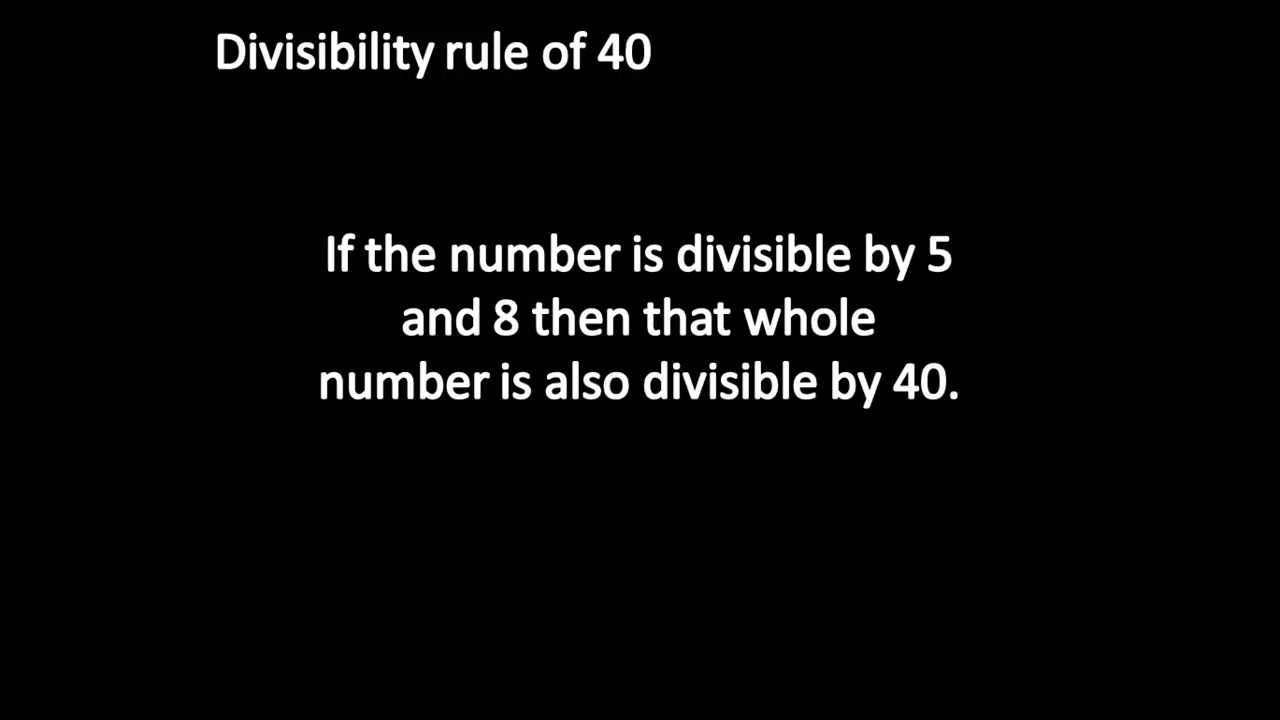 Divisibility rule of 40
If the number is divisible by 5
and 8 then that whole
number is also divisible by 40.